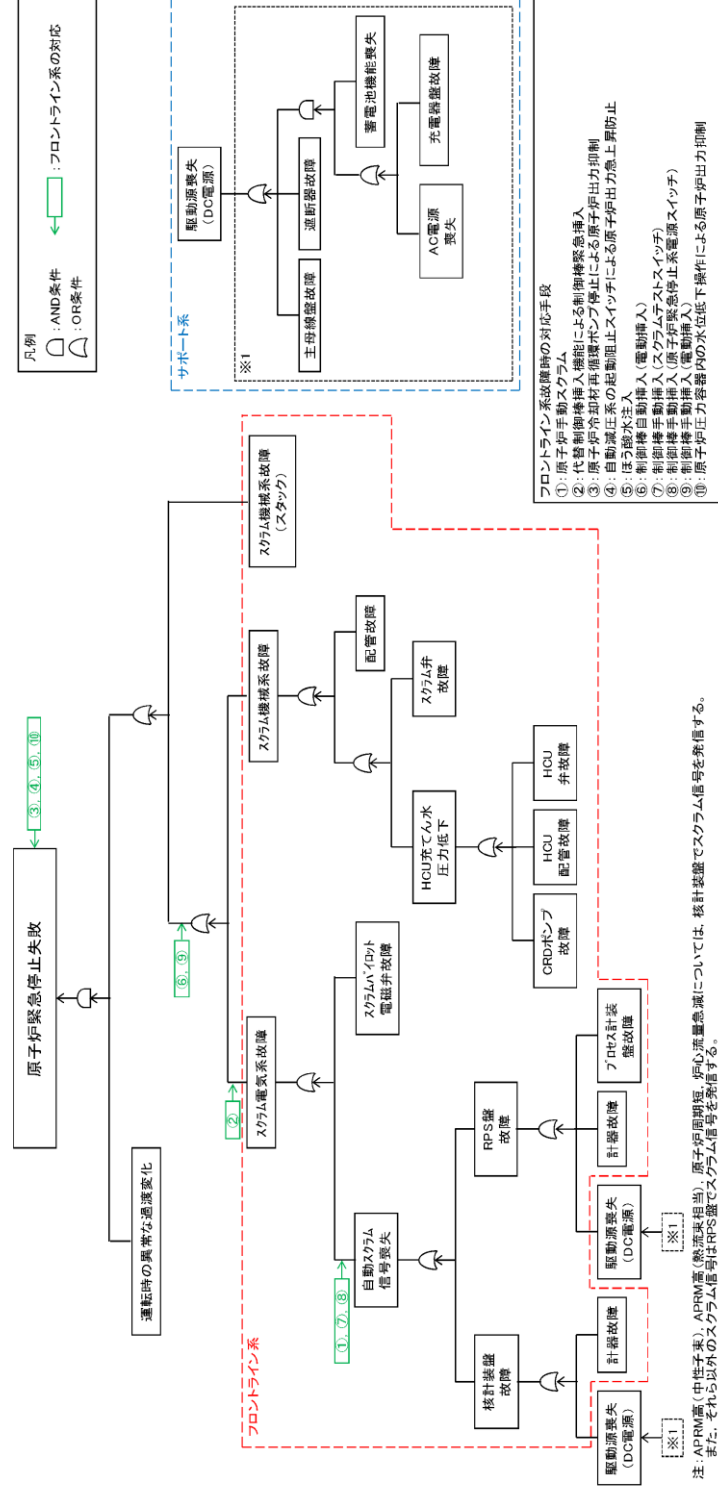 原子炉緊急停止失敗
③, ④, ⑤, ⑩
運転時の異常な過渡変化
⑥, ⑨
フロントライン系
②
スクラム電気系故障
スクラム機械系故障
スクラム機械系故障
（スタック）
①, ⑦, ⑧
自動スクラム
信号喪失
スクラムパイロット
電磁弁故障
HCU充てん水
圧力低下
配管故障
スクラム弁
故障
核計装盤
故障
RPS盤
故障
CRDポンプ
故障
HCU
配管故障
HCU
弁故障
駆動源喪失
（DC電源）
計器故障
駆動源喪失
（DC電源）
計器故障
プロセス計装
盤故障
※1
※1
注：APRM高（中性子束），APRM高（熱流束相当），原子炉周期短，炉心流量急減については，核計装盤でスクラム信号を発信する。
また，それら以外のスクラム信号はRPS盤でスクラム信号を発信する。
凡例
：AND条件
：OR条件
：フロントライン系の対応
サポート系
※1
駆動源喪失
（DC電源）
主母線盤故障
遮断器故障
蓄電池機能喪失
AC電源
喪失
充電器盤故障
フロントライン系故障時の対応手段
①：原子炉手動スクラム
②：代替制御棒挿入機能による制御棒緊急挿入
③：原子炉冷却材再循環ポンプ停止による原子炉出力抑制
④：自動減圧系の起動阻止スイッチによる原子炉出力急上昇防止
⑤：ほう酸水注入
⑥：制御棒自動挿入（電動挿入）
⑦：制御棒手動挿入（スクラムテストスイッチ）
⑧：制御棒手動挿入（原子炉緊急停止系電源スイッチ）
⑨：制御棒手動挿入（電動挿入）
⑩：原子炉圧力容器内の水位低下操作による原子炉出力抑制